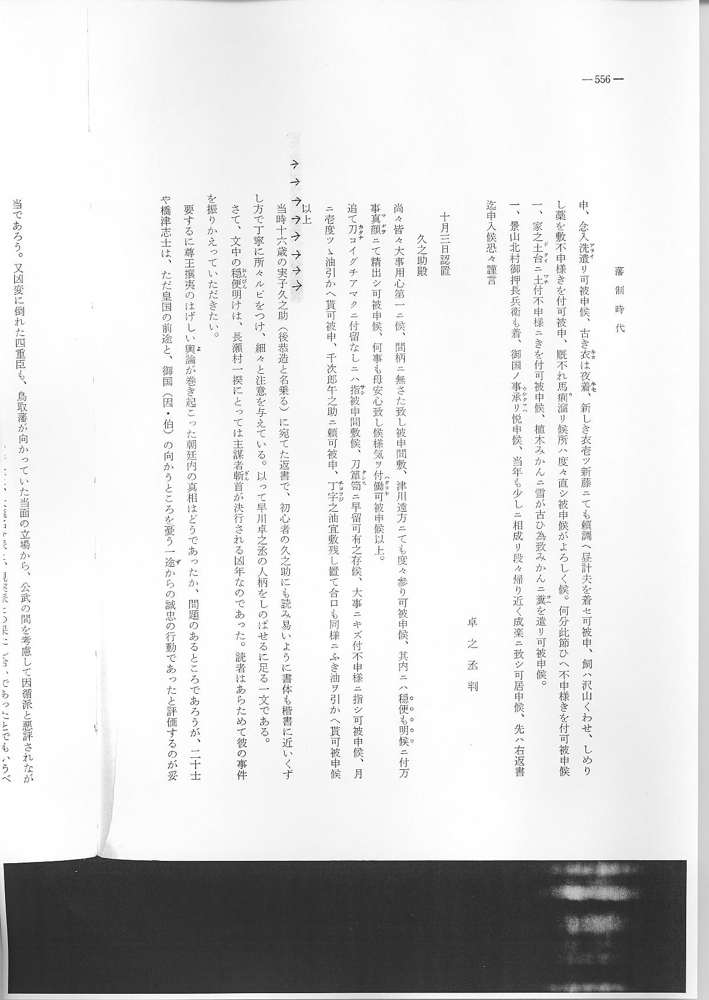 ― 556 ―
藩制時代
申、念入洗遣リ可被申候、古き衣は夜着、新しき衣壱ッ新藤ニても頼調へ昼計夫を着セ可被申、飼ハ沢山くわせ、しめり
し藁を敷不申様きを付可被申、厩不れ馬痢溜リ候所ハ度々直シ被申候がよろしく候。何分此節ひへ不申様きを付可被申候
一、家之土台ニ土付不申様ニきを付可被申候、植木みかんニ雪が古ひ為致みかんニ糞を遣リ可被申候。
一、景山北村御押長兵衛も着、御国ノ事承リ悦申候、当年も少しニ相成リ段々帰り近く成楽ニ致シ可居申候、先ハ右返書
迄申入候恐々謹言
卓之丞判
十月三日認置
久之助殿
尚々皆々大事用心第一ニ候、間柄ニ無さた致し被申間敷、津川遠方ニても度々参り可被申候、其内ニハ穏便も明候ニ付万
事真顔ニて精出シ可被申候、何事も母安心致し候様気ヲ付働可被申候以上。
追て刀コイグチアマクニ付留なしニハ指被申間敷候、刀簞笥ニ早留可有之存候、大事ニキズ付不申様ニ指シ可被申候、月
ニ壱度ツヽ油引かへ貰可被申、千次郎午之助ニ頼可被申、丁字之油宜敷残し置て合口も同様ニふき油ヲ引かへ貰可被申候
以上
→→→→→→→→
当時十六歳の実子久之助（後恭造と名乗る）に宛てた返書で、初心者の久之助にも読み易いように書体も楷書に近いくず
し方で丁寧に所々ルビをつけ、細々と注意を与えている。以って早川卓之丞の人柄をしのばせるに足る一文である。
さて、文中の穏便明けは、長瀬村一揆にとっては主謀者斬首が決行される凶年なのであった。読者はあらためて彼の事件
を振りかえっていただきたい。
要するに尊王攘夷のはげしい輿論が巻き起こった朝廷内の真相はどうであったか、問題のあるところであろうが、二十士
や橋津志士は、ただ皇国の前途と、御国（因・伯）の向かうところを憂う一途からの誠忠の行動であったと評価するのが妥
当であろう。又凶変に倒れた四重臣も、鳥取藩が向かっていた当面の立場から、公武の間を考慮して因循派と悪評されなが